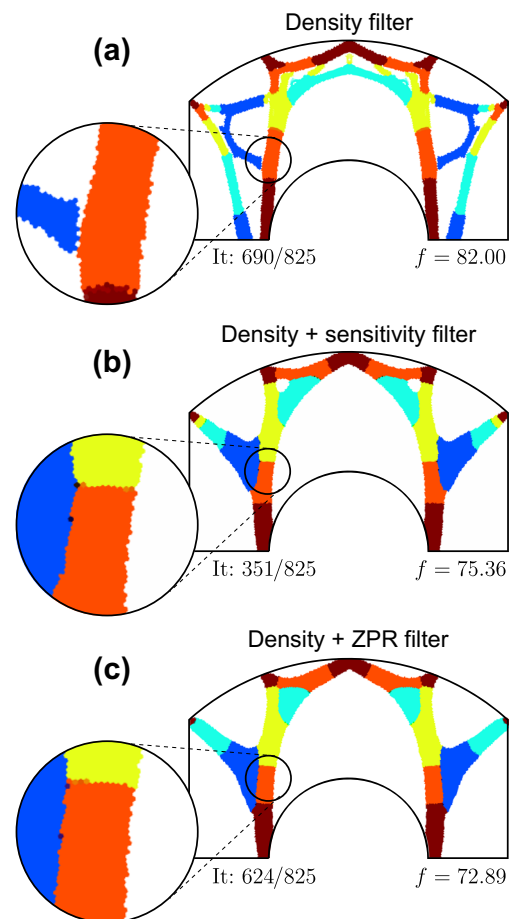 Density filter
(a)
It: 690/825
f = 82.00
Density + sensitivity filter
(b)
It: 351/825
f = 75.36
Density + ZPR filter
(c)
It: 624/825
f = 72.89